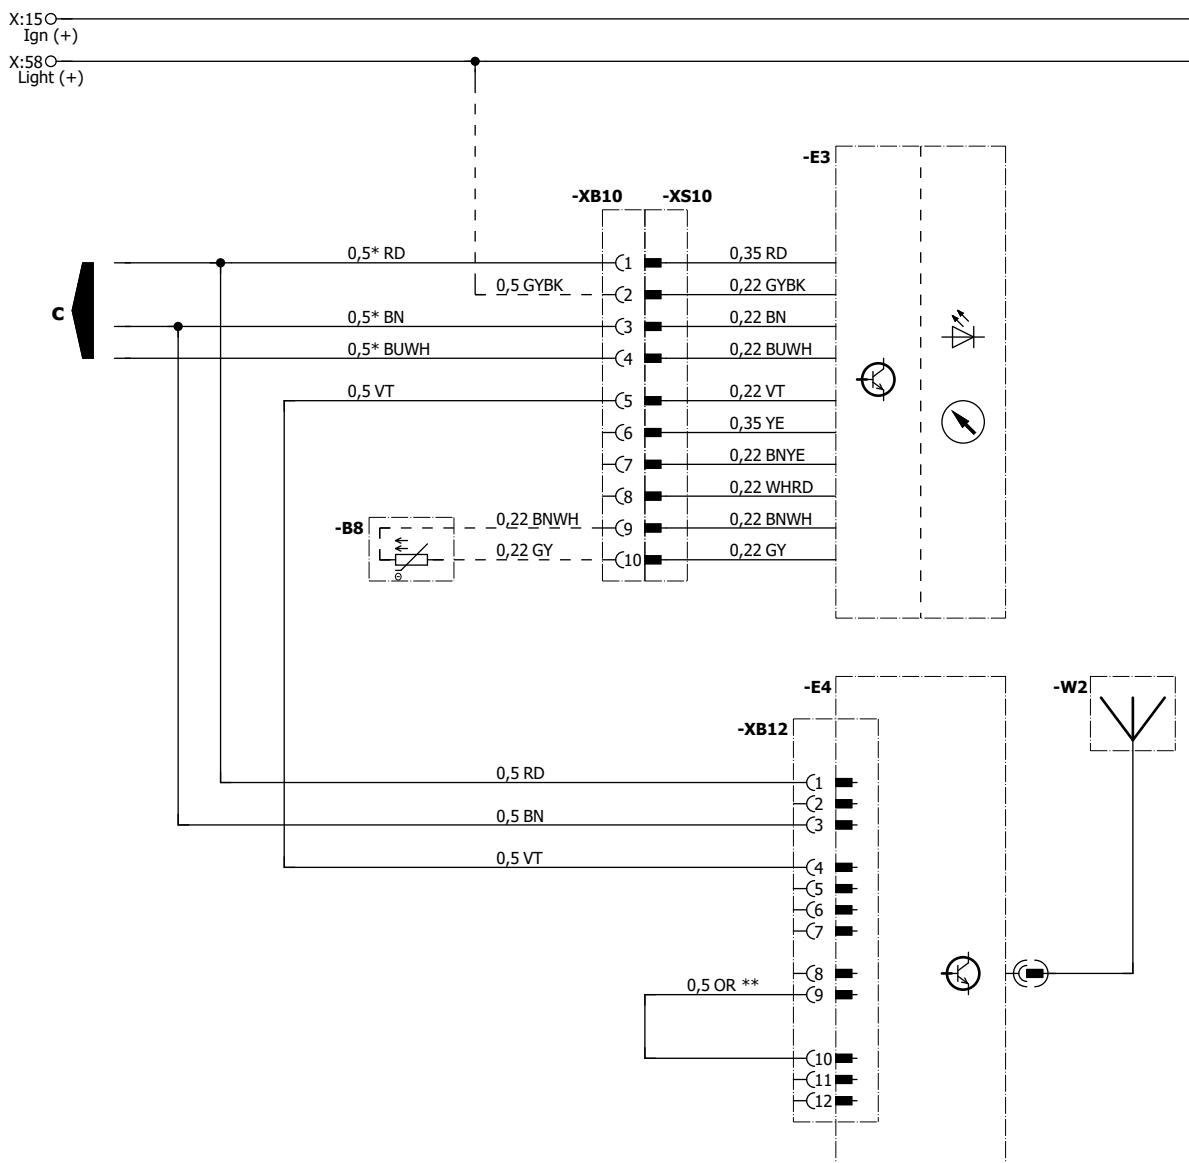 X:15
Ign (+)
X:58
Light (+)
-E3
-XB10 -XS10
0,5* RD 1 0,35 RD
0,5 GYBK 2 0,22 GYBK
C
0,5* BN 3 0,22 BN
0,5* BUWH 4 0,22 BUWH
0,5 VT 5 0,22 VT
6 0,35 YE
7 0,22 BNYE
8 0,22 WHRD
-B8 0,22 BNWH 9 0,22 BNWH
0,22 GY 10 0,22 GY
-E4 -W2
-XB12
0,5 RD 1
2
0,5 BN 3
0,5 VT 4
5
6
7
8
0,5 OR ** 9
10
11
12